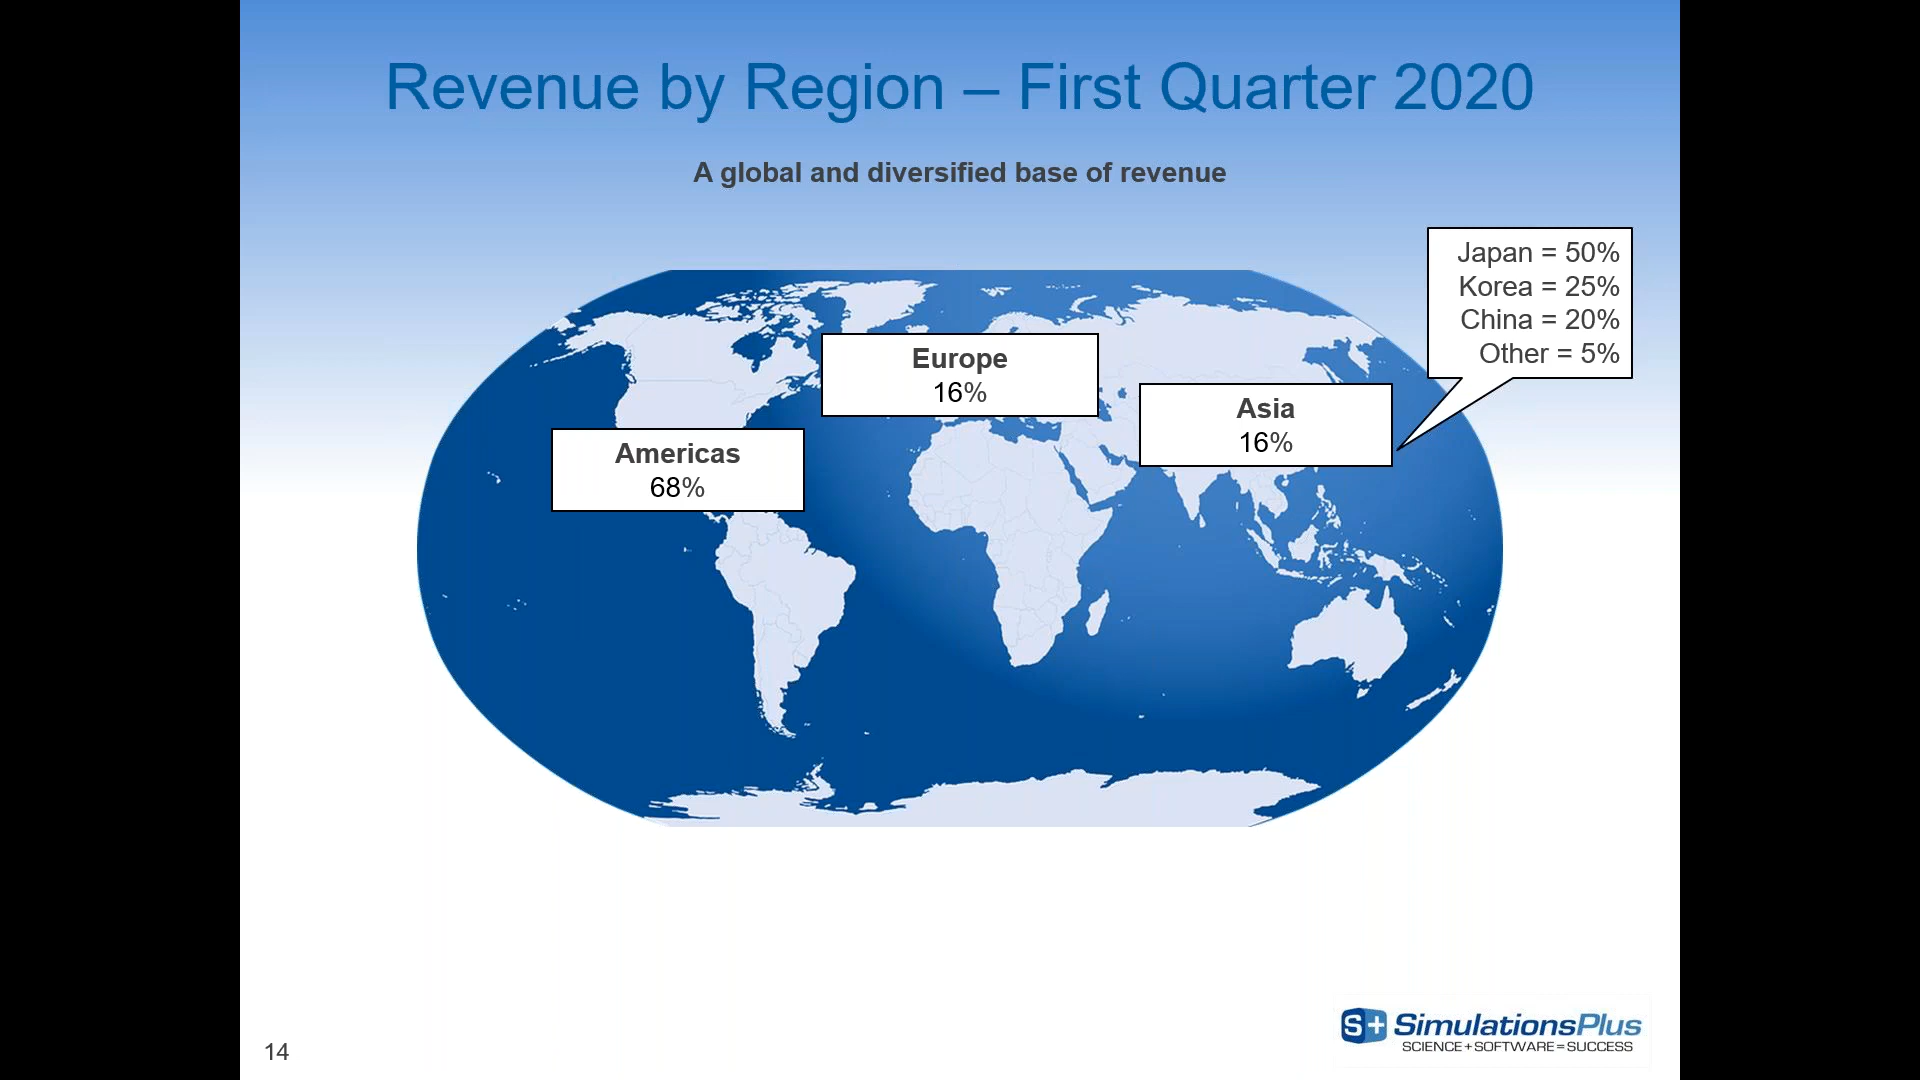 Revenue by Region – First Quarter 2020
A global and diversified base of revenue
Japan = 50%
Korea = 25%
China = 20%
Other = 5%
Europe
16%
Asia
16%
Americas
68%
S+ SimulationsPlus
SCIENCE+SOFTWARE=SUCCESS
14